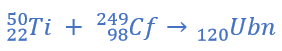 ⁵⁰₂₂Ti + ²⁴⁹₉₈Cf → ₁₂₀Ubn